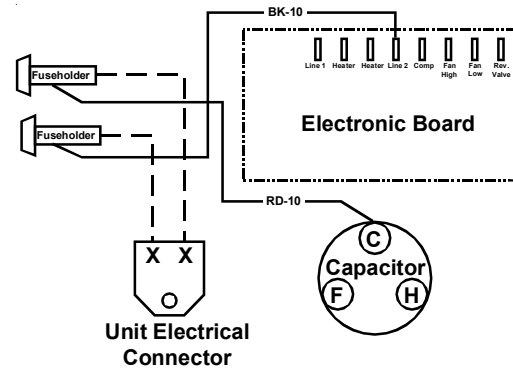 BK-10
Fuseholder
Line 1 Heater Heater Line 2 Comp Fan High Fan Low Rev. Valve
Fuseholder
Electronic Board
RD-10
C
X X
Capacitor
F H
Unit Electrical
Connector